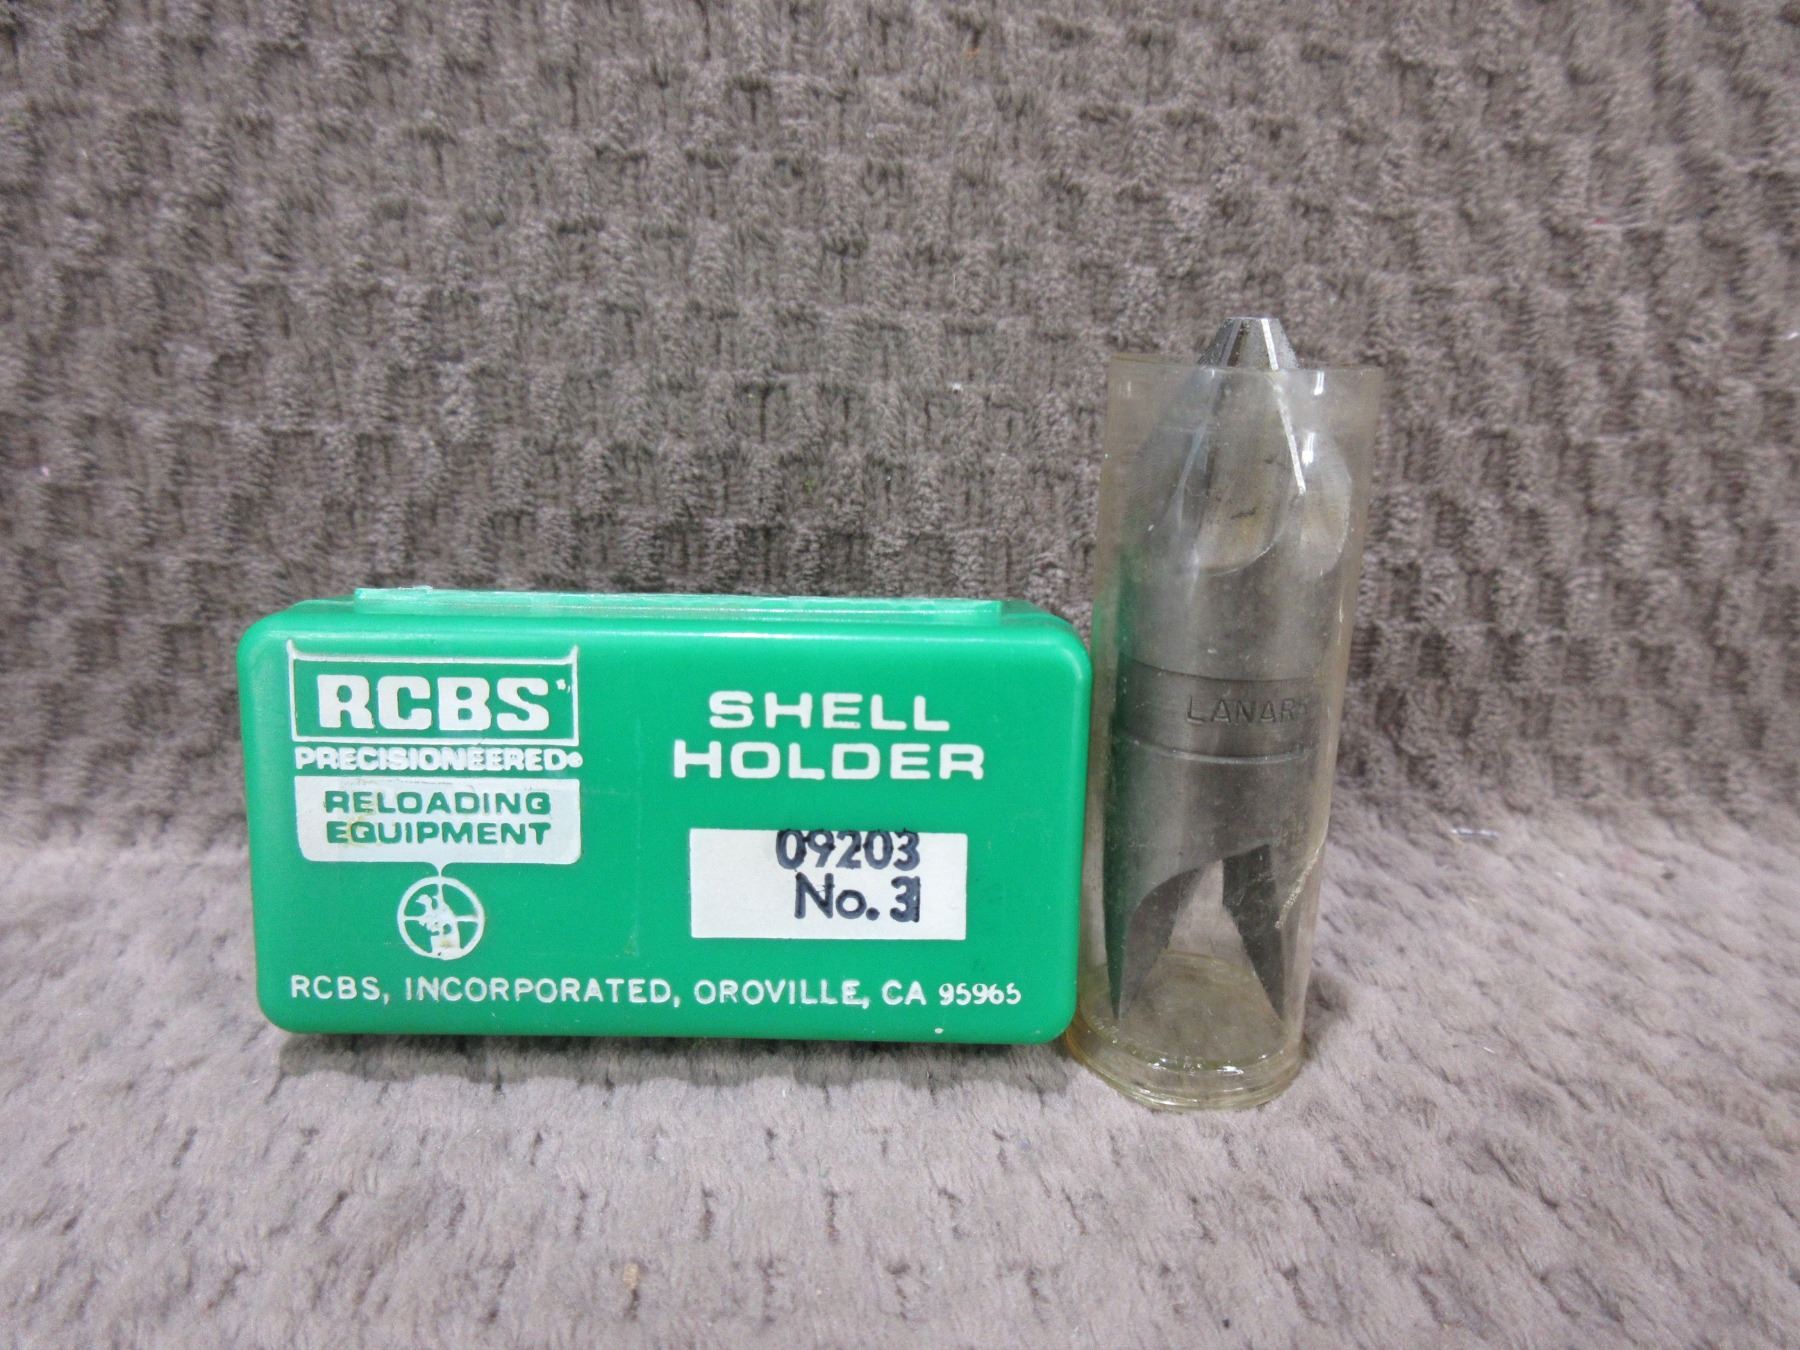 RCBS
PRECISIONEERED®
RELOADING
EQUIPMENT
SHELL
HOLDER
09203
No. 3
RCBS, INCORPORATED, OROVILLE, CA 95965